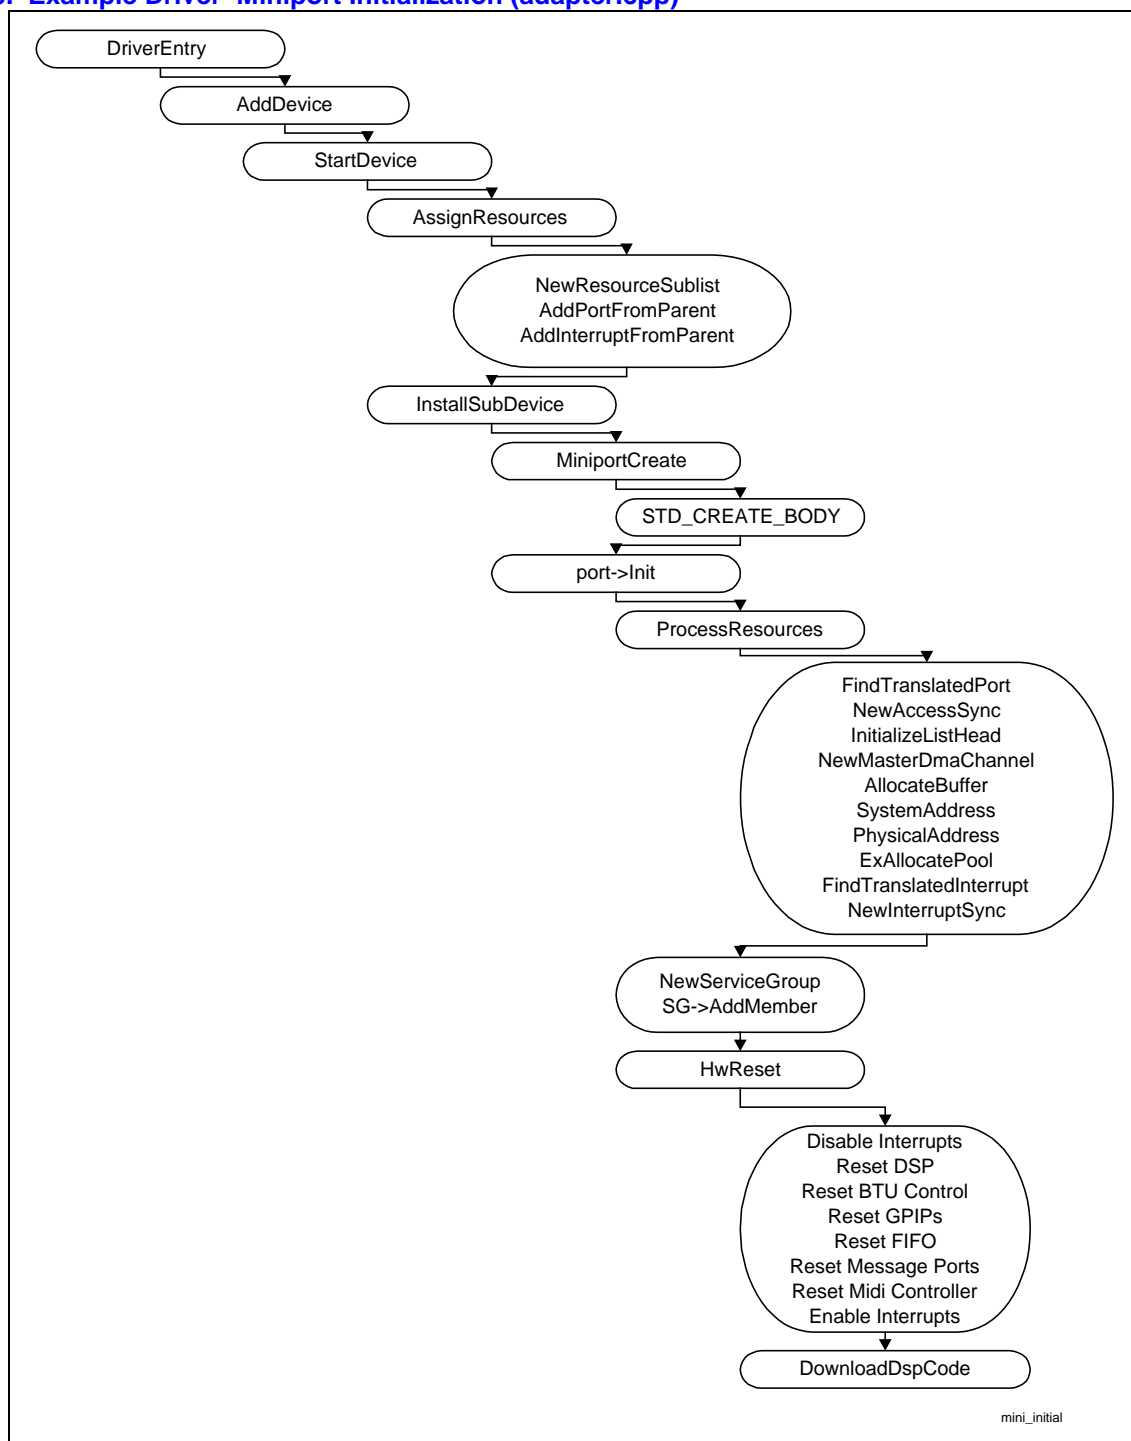 Example Driver Miniport Initialization (adapter.cpp)
DriverEntry
AddDevice
StartDevice
AssignResources
NewResourceSublist
AddPortFromParent
AddInterruptFromParent
InstallSubDevice
MiniportCreate
STD_CREATE_BODY
port->Init
ProcessResources
FindTranslatedPort
NewAccessSync
InitializeListHead
NewMasterDmaChannel
AllocateBuffer
SystemAddress
PhysicalAddress
ExAllocatePool
FindTranslatedInterrupt
NewInterruptSync
NewServiceGroup
SG->AddMember
HwReset
Disable Interrupts
Reset DSP
Reset BTU Control
Reset GPIPs
Reset FIFO
Reset Message Ports
Reset Midi Controller
Enable Interrupts
DownloadDspCode
mini_initial